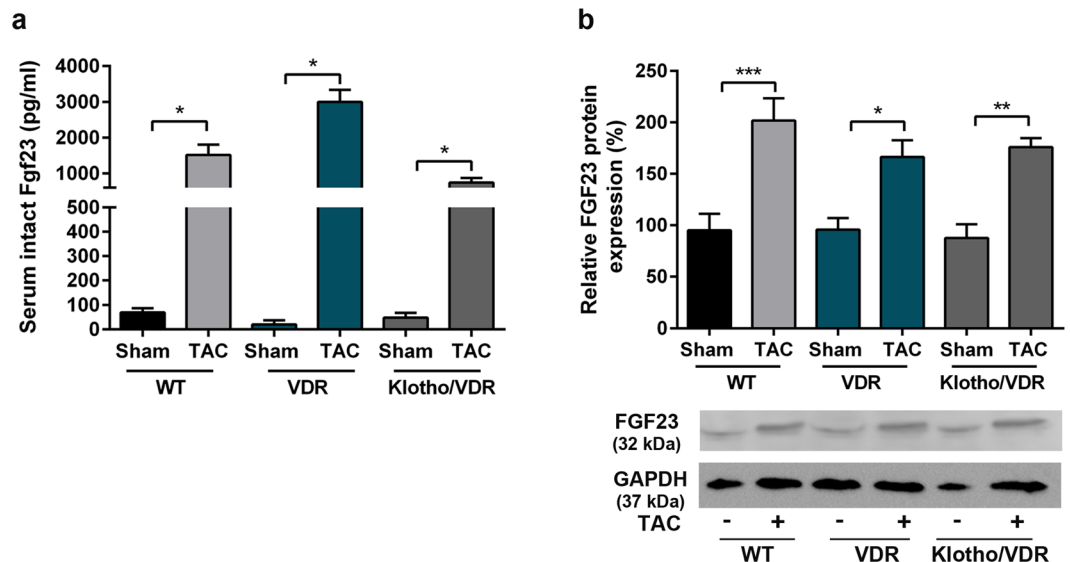 a
Serum intact Fgf23 (pg/ml)
4000
3000
2000
1000
500
400
300
200
100
0
*
*
*
Sham TAC Sham TAC Sham TAC
WT VDR Klotho/VDR
b
Relative FGF23 protein
expression (%)
250
200
150
100
50
0
***
*
**
Sham TAC Sham TAC Sham TAC
WT VDR Klotho/VDR
FGF23
(32 kDa)
GAPDH
(37 kDa)
TAC - + - + - +
WT VDR Klotho/VDR